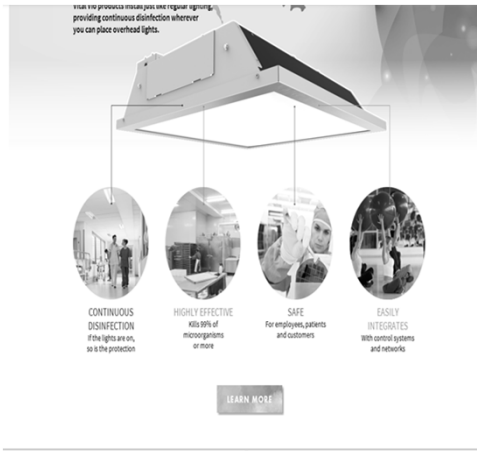 Vital Vio products install just like regular lighting,
providing continuous disinfection wherever
you can place overhead lights.
CONTINUOUS
DISINFECTION
If the lights are on,
so is the protection
HIGHLY EFFECTIVE
Kills 99% of
microorganisms
or more
SAFE
For employees, patients
and customers
EASILY
INTEGRATES
With control systems
and networks
LEARN MORE